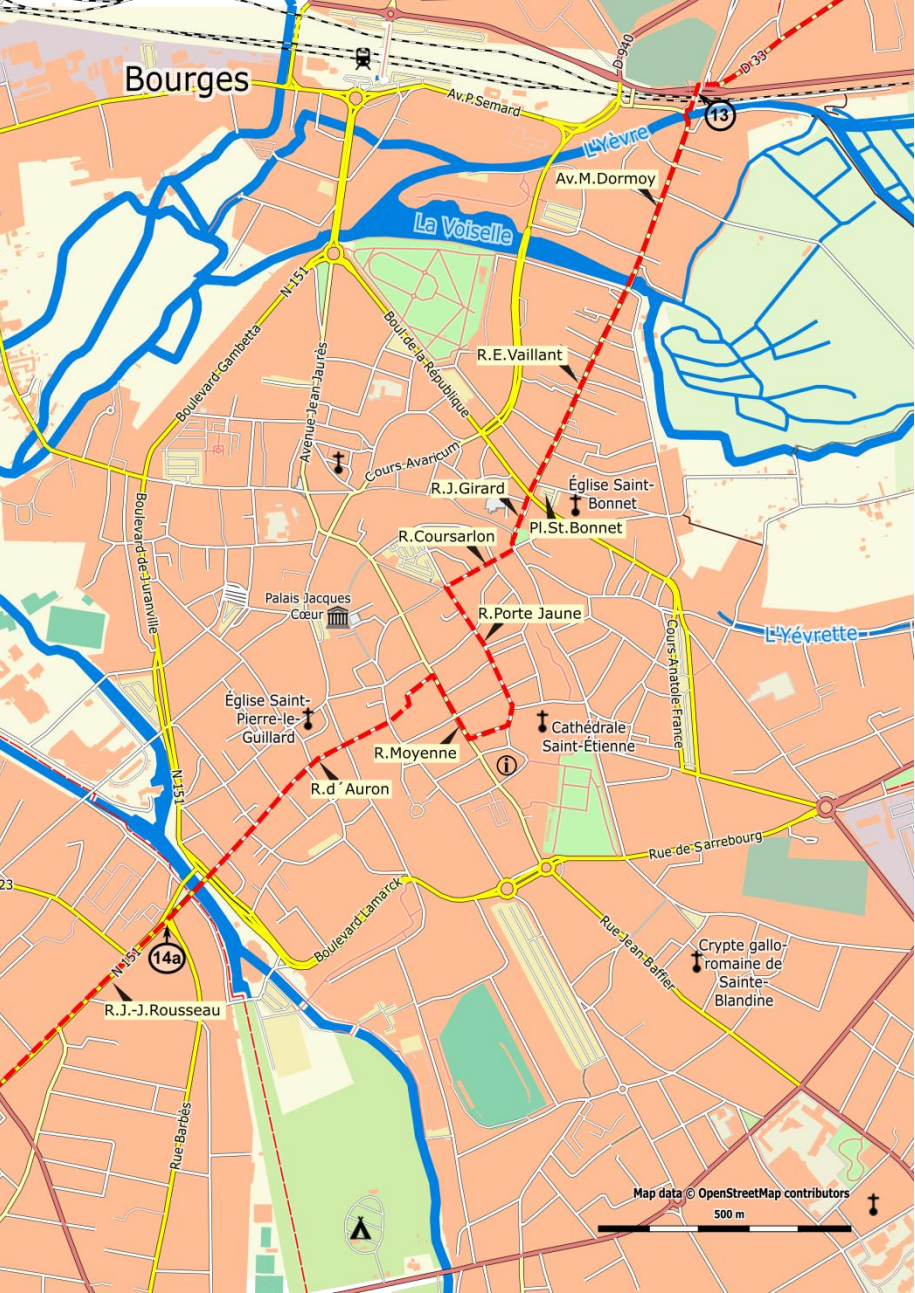 D 940
D 33
Bourges
Av.P.Semard
13
L'Yèvre
Av.M.Dormoy
La Voiselle
N 151
Boul.de la République
Boulevard Gambetta
R.E.Vaillant
Avenue Jean Jaurès
Cours Avaricum
R.J.Girard
Église Saint-
Bonnet
Pl.St.Bonnet
R.Coursarlon
Boulevard de Juranville
Palais Jacques
Cœur
R.Porte Jaune
L'Yévrette
Cours Anatole France
Église Saint-
Pierre-le-
Guillard
Cathédrale
Saint-Étienne
R.Moyenne
i
R.d´Auron
N 151
Rue de Sarrebourg
23
Boulevard Lamarck
Rue Jean Baffier
Crypte gallo-
romaine de
Sainte-
Blandine
14a
N 151
R.J.-J.Rousseau
Rue Barbès
Map data © OpenStreetMap contributors
500 m